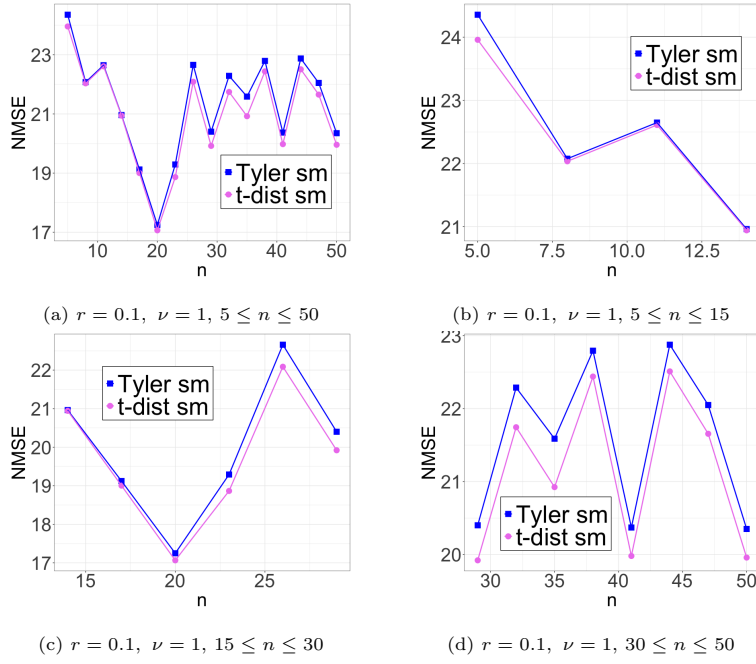 23
21
19
17
NMSE
Tyler sm
t-dist sm
10 20 30 40 50
n
(a) r = 0.1, ν = 1, 5 ≤ n ≤ 50
24
23
22
21
NMSE
Tyler sm
t-dist sm
5.0 7.5 10.0 12.5
n
(b) r = 0.1, ν = 1, 5 ≤ n ≤ 15
22
21
20
19
18
17
NMSE
Tyler sm
t-dist sm
15 20 25
n
(c) r = 0.1, ν = 1, 15 ≤ n ≤ 30
23
22
21
20
NMSE
Tyler sm
t-dist sm
30 35 40 45 50
n
(d) r = 0.1, ν = 1, 30 ≤ n ≤ 50